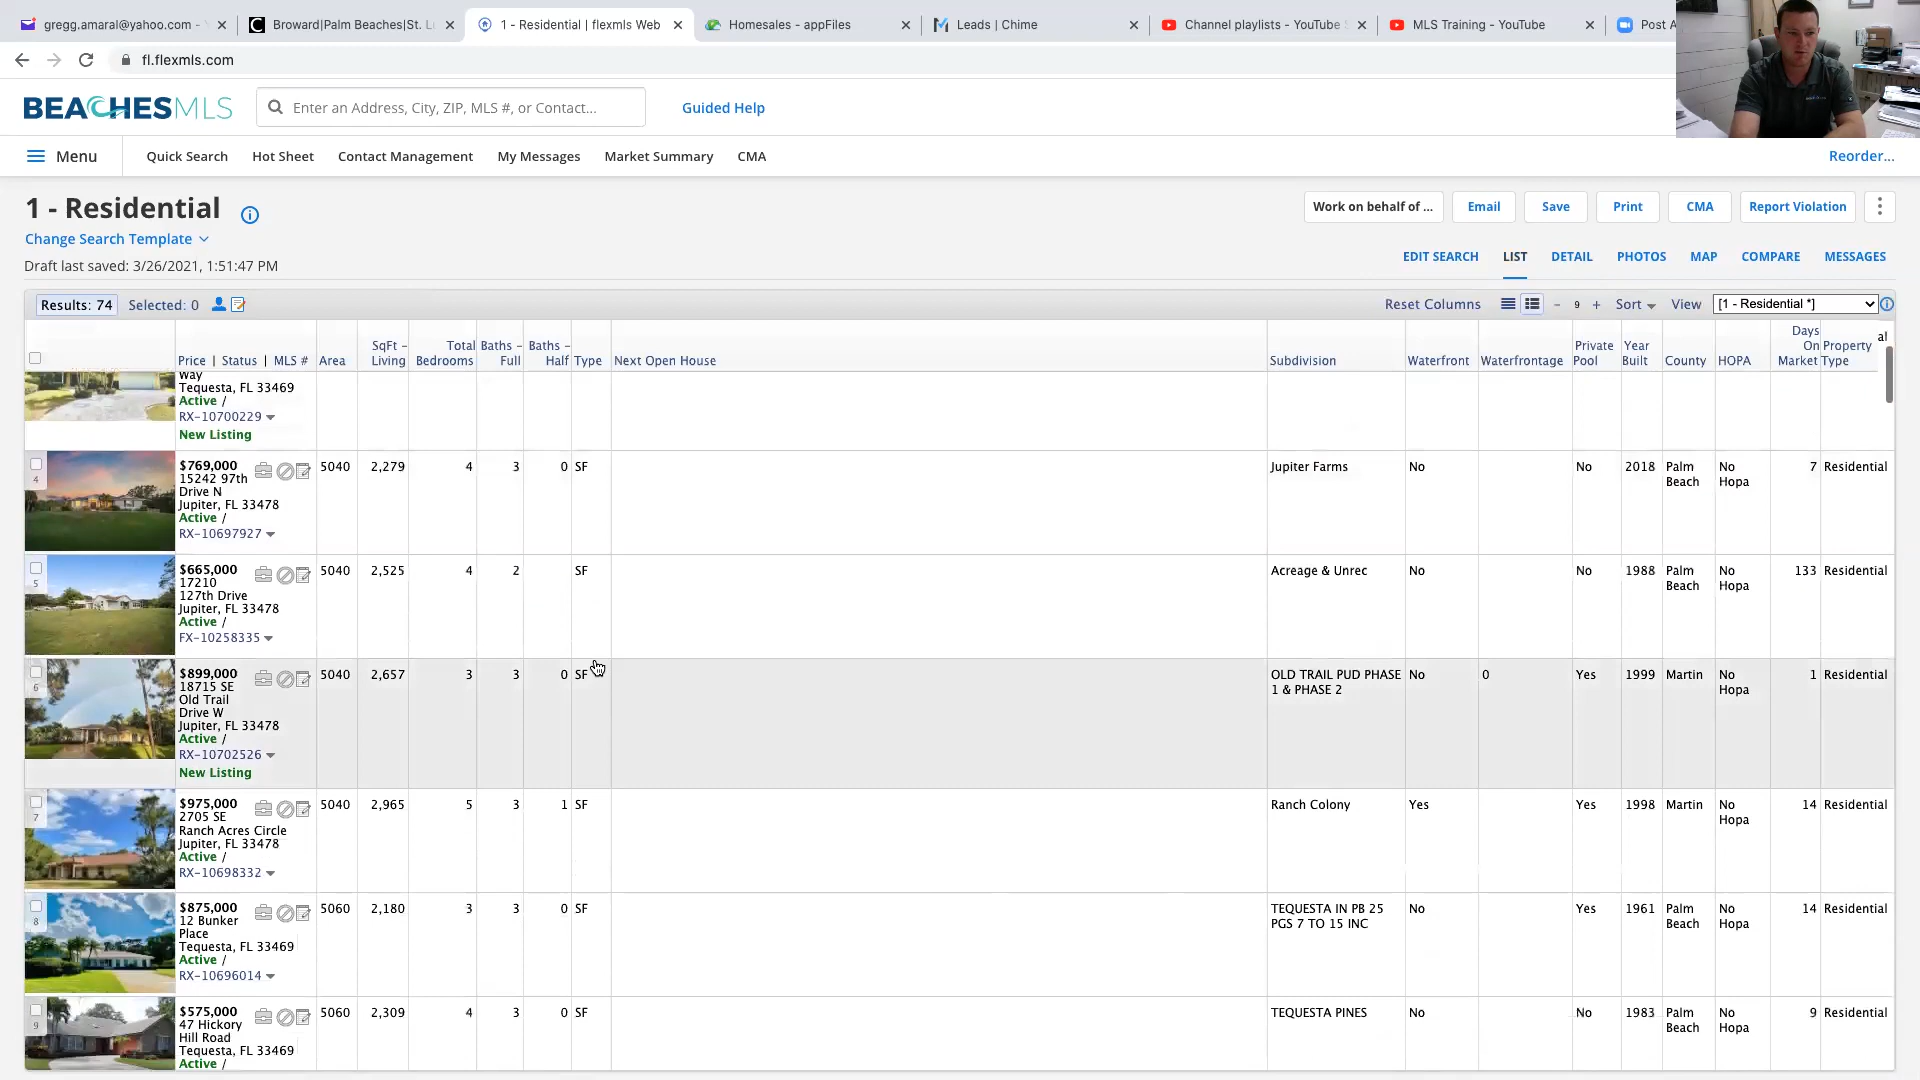 gregg.amaral@yahoo.com -
Broward|Palm Beaches|St. L
1 - Residential | flexmls Web
Homesales - appFiles
Leads | Chime
Channel playlists - YouTube
MLS Training - YouTube
Post A
fl.flexmls.com
BEACHESMLS
Enter an Address, City, ZIP, MLS #, or Contact...
Guided Help
Menu
Quick Search
Hot Sheet
Contact Management
My Messages
Market Summary
CMA
Reorder...
1 - Residential
Work on behalf of ...
Email
Save
Print
CMA
Report Violation
Change Search Template
Draft last saved: 3/26/2021, 1:51:47 PM
EDIT SEARCH
LIST
DETAIL
PHOTOS
MAP
COMPARE
MESSAGES
Results: 74
Selected: 0
Reset Columns
- 9 +
Sort
View
[1 - Residential *]
Price | Status | MLS #
Area
SqFt - Living
Total Bedrooms
Baths - Full
Baths - Half
Type
Next Open House
Subdivision
Waterfront
Waterfrontage
Private Pool
Year Built
County
HOPA
Days On Market
Property Type
al
Way
Tequesta, FL 33469
Active /
RX-10700229
New Listing
4
$769,000
15242 97th
Drive N
Jupiter, FL 33478
Active /
RX-10697927
5040
2,279
4
3
0
SF
Jupiter Farms
No
No
2018
Palm Beach
No Hopa
7
Residential
5
$665,000
17210
127th Drive
Jupiter, FL 33478
Active /
FX-10258335
5040
2,525
4
2
SF
Acreage & Unrec
No
No
1988
Palm Beach
No Hopa
133
Residential
6
$899,000
18715 SE
Old Trail
Drive W
Jupiter, FL 33478
Active /
RX-10702526
New Listing
5040
2,657
3
3
0
SF
OLD TRAIL PUD PHASE
1 & PHASE 2
No
0
Yes
1999
Martin
No Hopa
1
Residential
7
$975,000
2705 SE
Ranch Acres Circle
Jupiter, FL 33478
Active /
RX-10698332
5040
2,965
5
3
1
SF
Ranch Colony
Yes
Yes
1998
Martin
No Hopa
14
Residential
8
$875,000
12 Bunker
Place
Tequesta, FL 33469
Active /
RX-10696014
5060
2,180
3
3
0
SF
TEQUESTA IN PB 25
PGS 7 TO 15 INC
No
Yes
1961
Palm Beach
No Hopa
14
Residential
9
$575,000
47 Hickory
Hill Road
Tequesta, FL 33469
Active /
5060
2,309
4
3
0
SF
TEQUESTA PINES
No
No
1983
Palm Beach
No Hopa
9
Residential